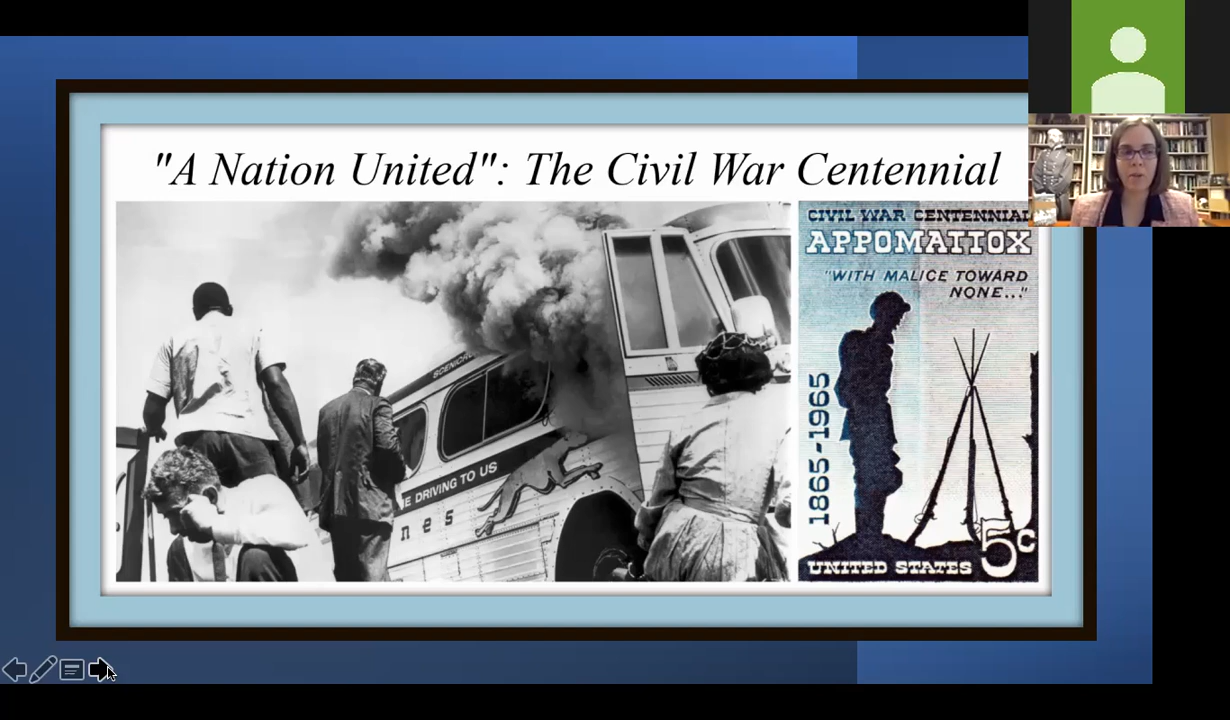 "A Nation United": The Civil War Centennial
SCENICRU
E DRIVING TO US
n e s
CIVIL WAR CENTENNIAL
APPOMATTOX
"WITH MALICE TOWARD
NONE..."
1865-1965
UNITED STATES
5c